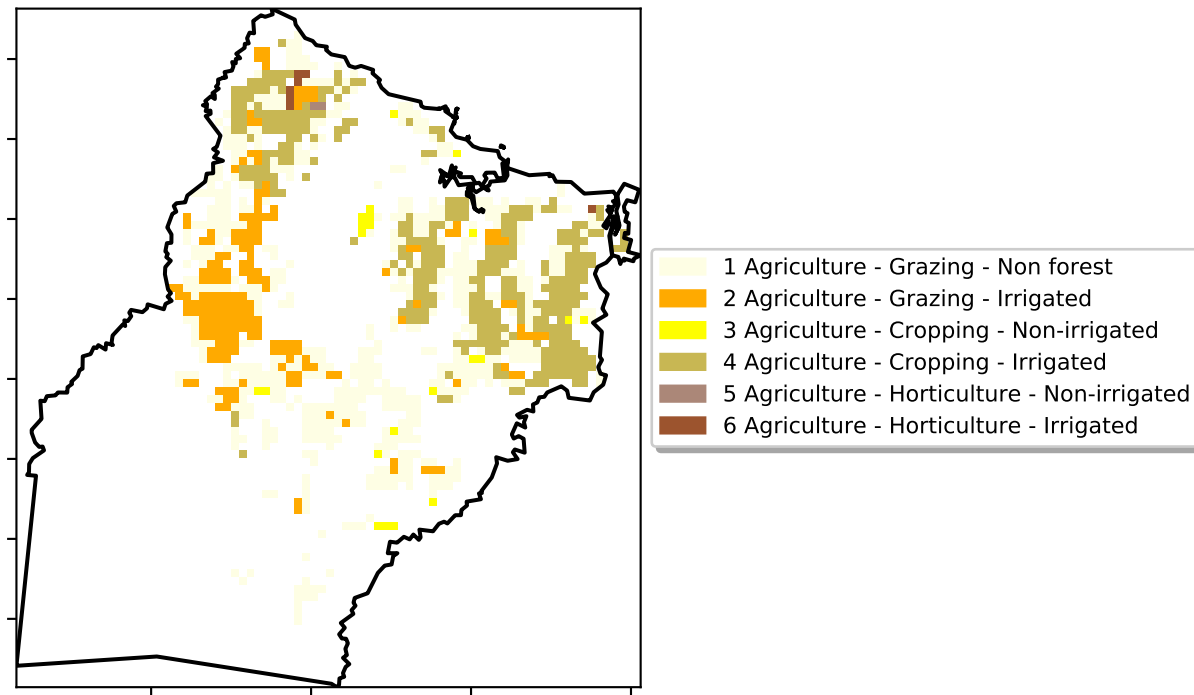 1 Agriculture - Grazing - Non forest
2 Agriculture - Grazing - Irrigated
3 Agriculture - Cropping - Non-irrigated
4 Agriculture - Cropping - Irrigated
5 Agriculture - Horticulture - Non-irrigated
6 Agriculture - Horticulture - Irrigated